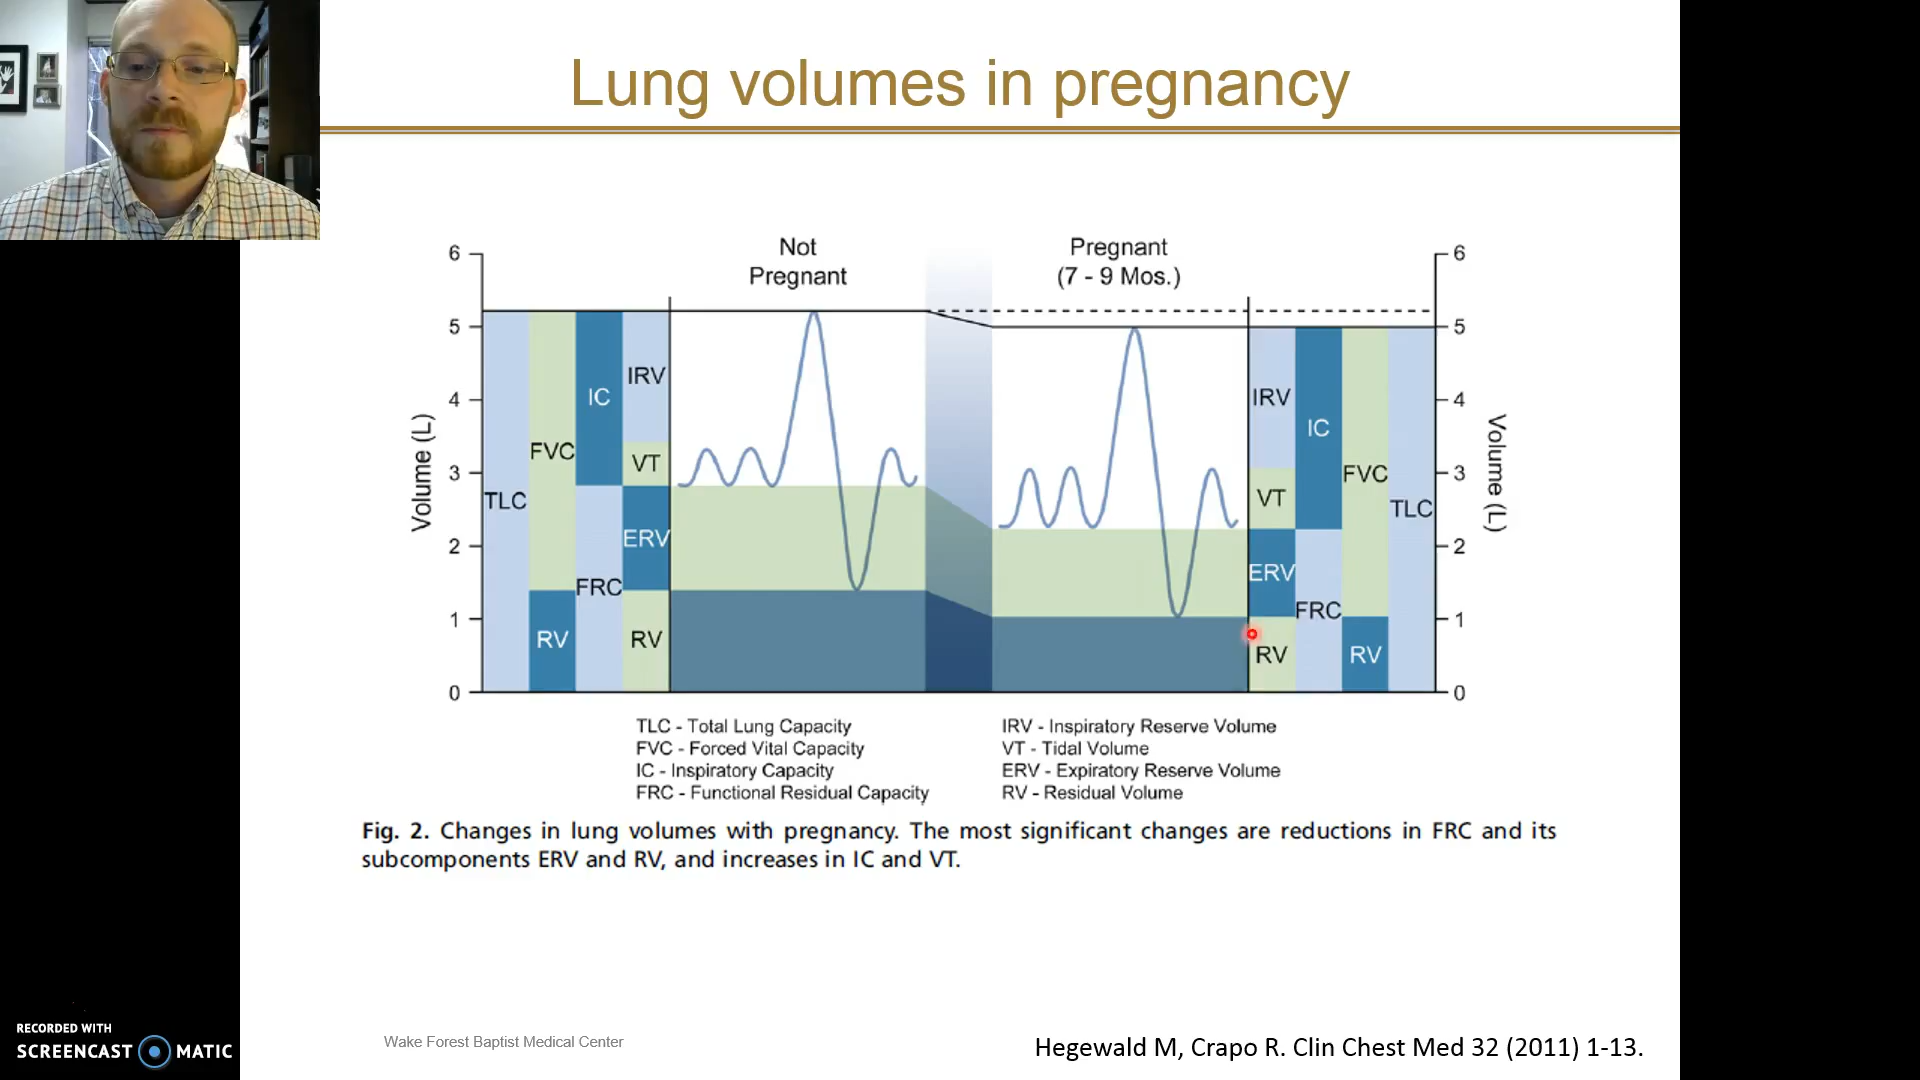 Lung volumes in pregnancy
Not
Pregnant
Pregnant
(7 - 9 Mos.)
6
5
4
3
2
1
0
Volume (L)
TLC
FVC
RV
IC
FRC
IRV
VT
ERV
RV
IRV
VT
ERV
RV
IC
FRC
FVC
RV
TLC
6
5
4
3
2
1
0
Volume (L)
TLC - Total Lung Capacity
FVC - Forced Vital Capacity
IC - Inspiratory Capacity
FRC - Functional Residual Capacity
IRV - Inspiratory Reserve Volume
VT - Tidal Volume
ERV - Expiratory Reserve Volume
RV - Residual Volume
Fig. 2. Changes in lung volumes with pregnancy. The most significant changes are reductions in FRC and its
subcomponents ERV and RV, and increases in IC and VT.
Wake Forest Baptist Medical Center
Hegewald M, Crapo R. Clin Chest Med 32 (2011) 1-13.
RECORDED WITH
SCREENCAST MATIC